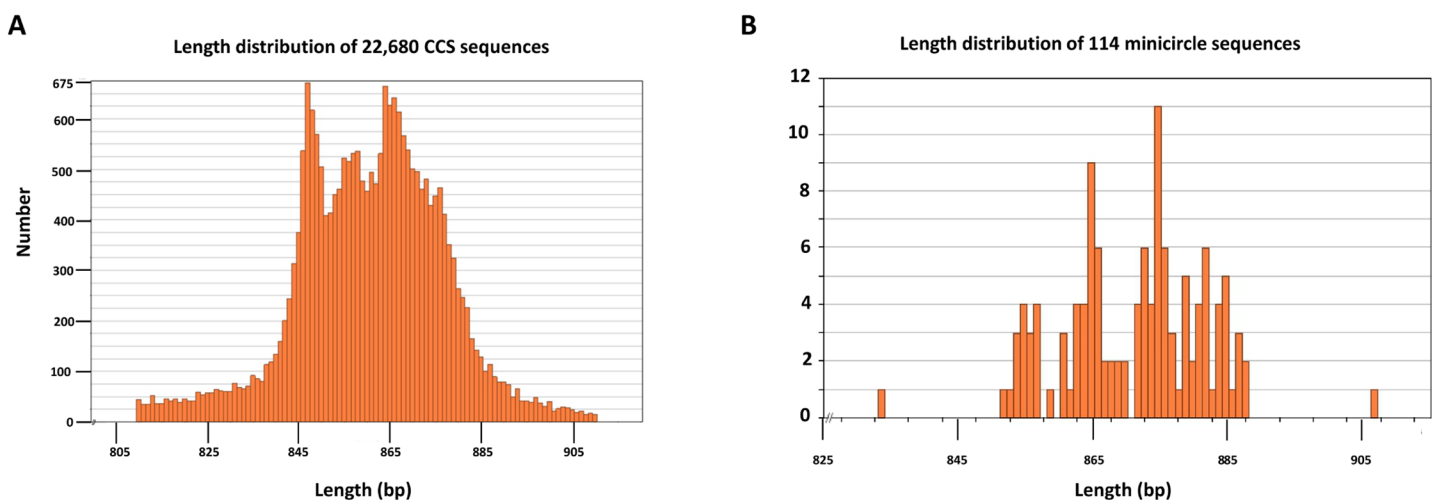 A
Length distribution of 22,680 CCS sequences
675
600
500
400
300
200
100
0
Number
805 825 845 865 885 905
Length (bp)
B
Length distribution of 114 minicircle sequences
12
10
8
6
4
2
0
825 845 865 885 905
Length (bp)